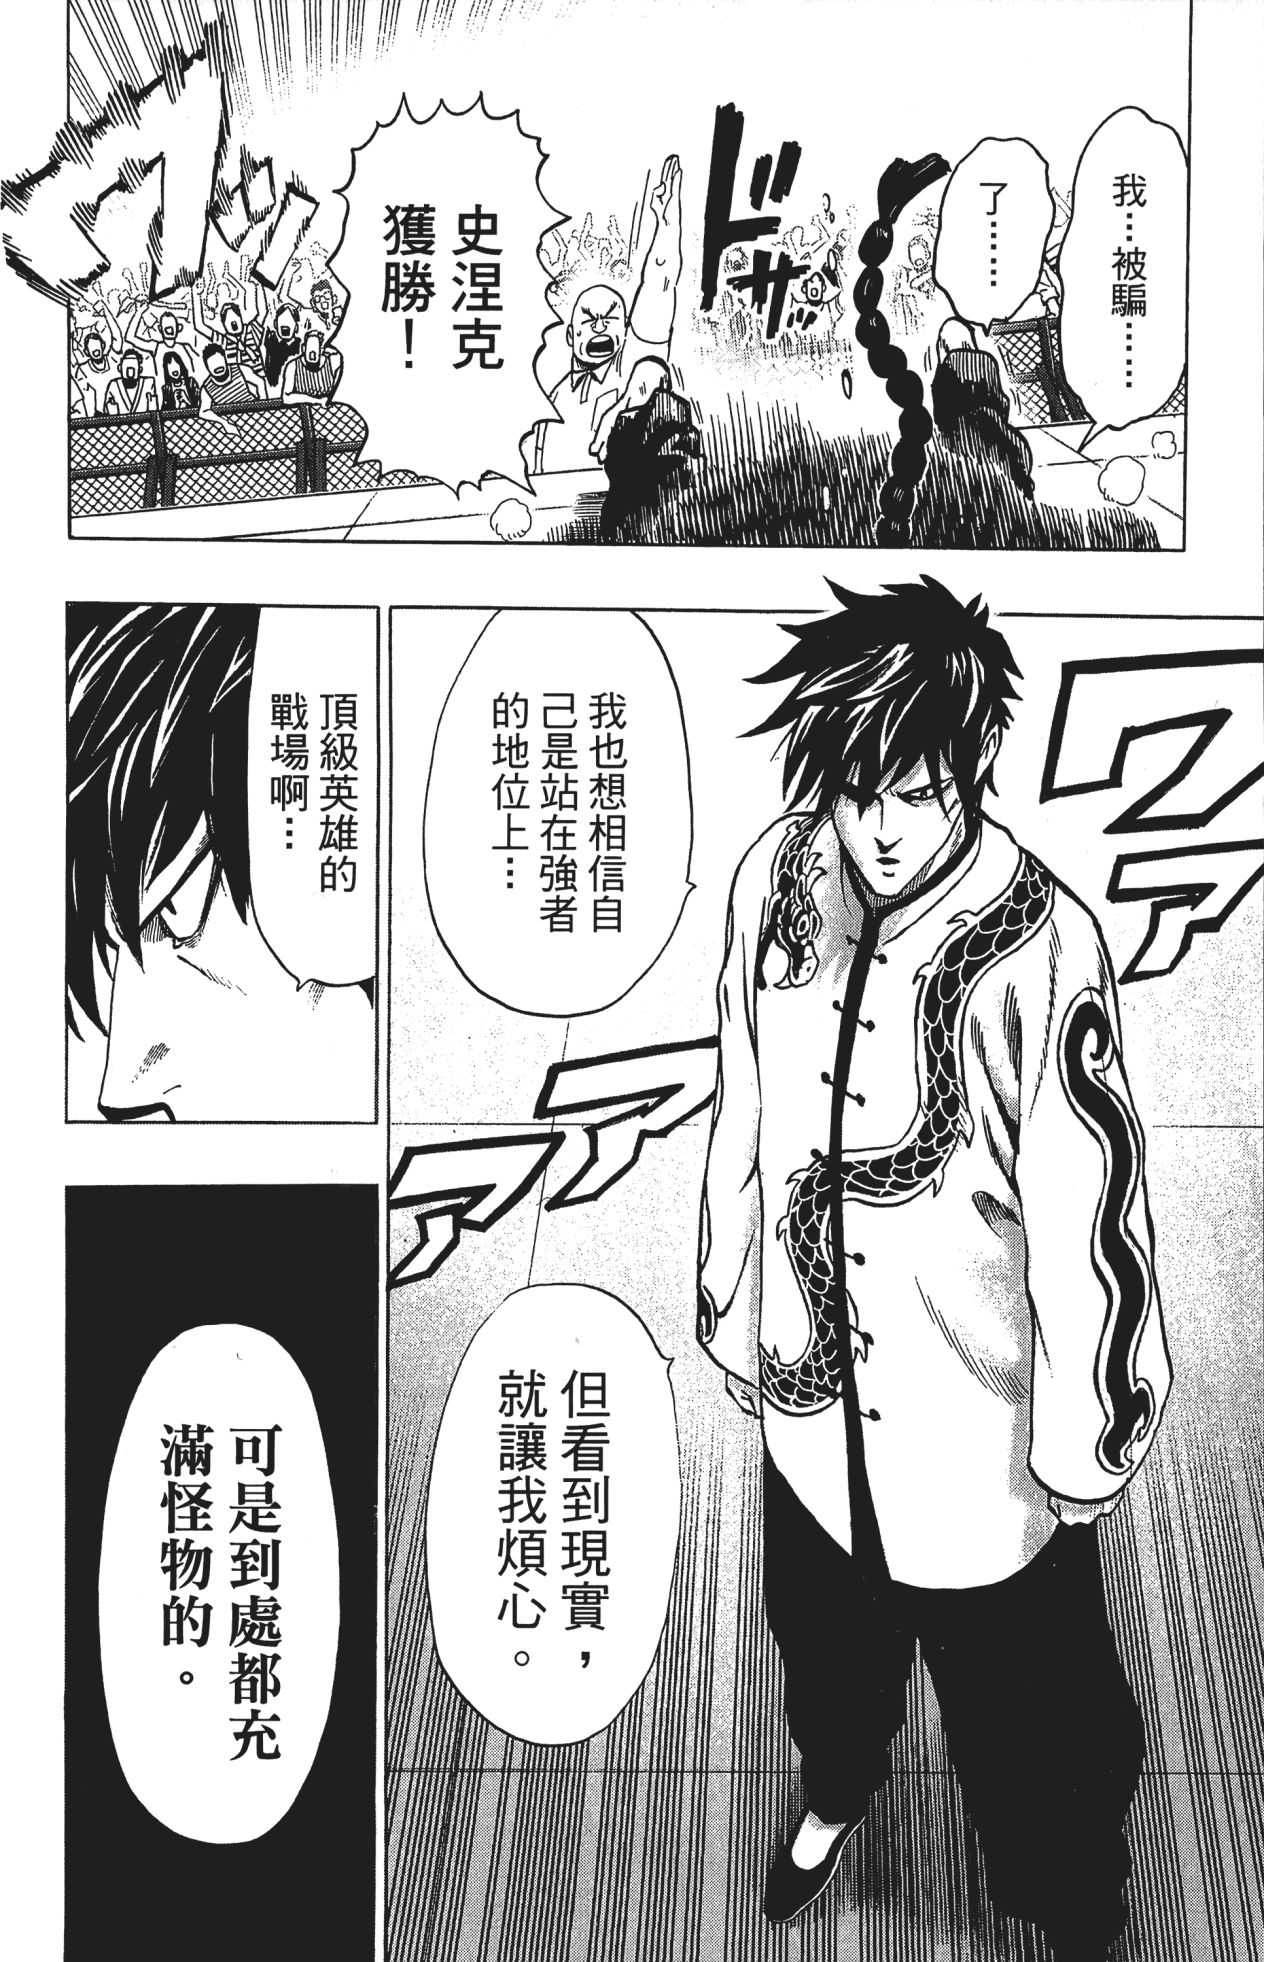 我…被騙……
了……
ドドッ
史涅克
獲勝！
ワアッ
ワァ
ァァ
我也想相信自
己是站在強者
的地位上…
但看到現實，
就讓我煩心。
頂級英雄的
戰場啊…
可是到處都充
滿怪物的。